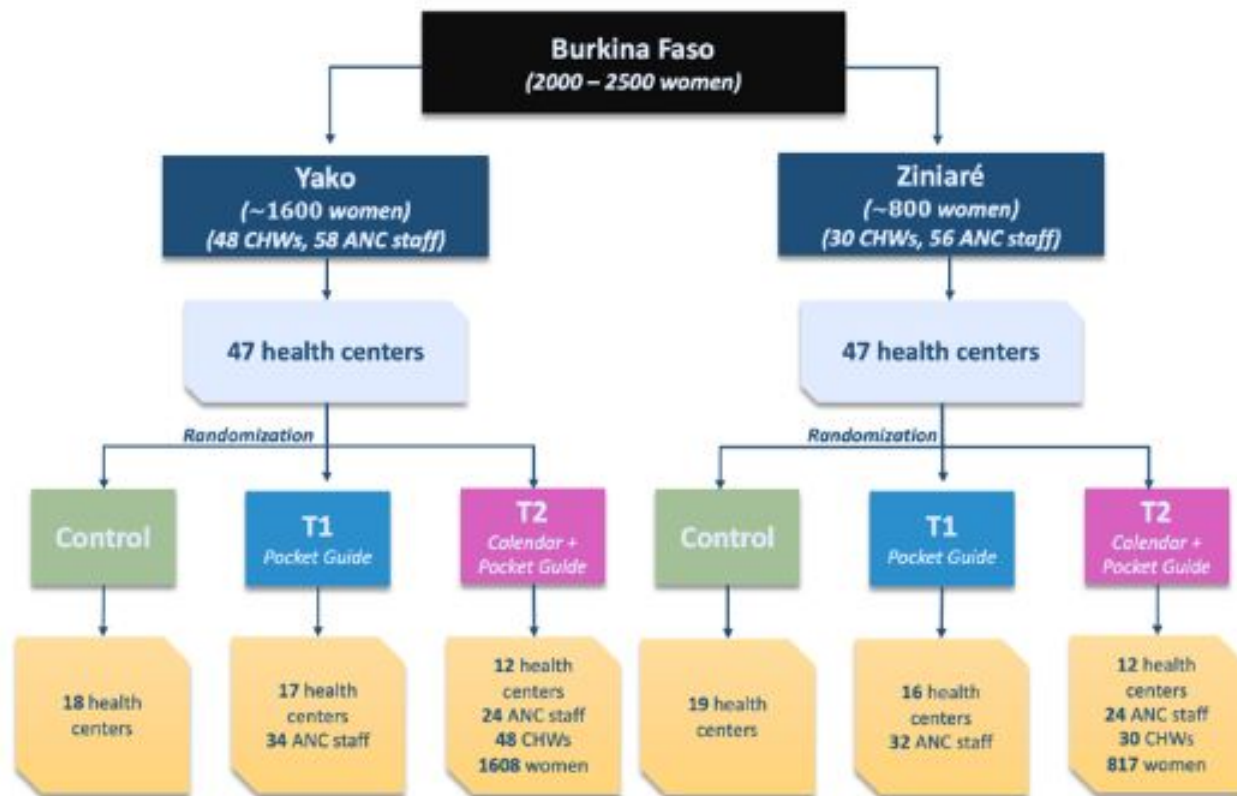 Burkina Faso
(2000 – 2500 women)
Yako
(~1600 women)
(48 CHWs, 58 ANC staff)
Ziniaré
(~800 women)
(30 CHWs, 56 ANC staff)
47 health centers
47 health centers
Randomization
Randomization
Control
T1
Pocket Guide
T2
Calendar +
Pocket Guide
Control
T1
Pocket Guide
T2
Calendar +
Pocket Guide
18 health
centers
17 health
centers
34 ANC staff
12 health
centers
24 ANC staff
48 CHWs
1608 women
19 health
centers
16 health
centers
32 ANC staff
12 health
centers
24 ANC staff
30 CHWs
817 women